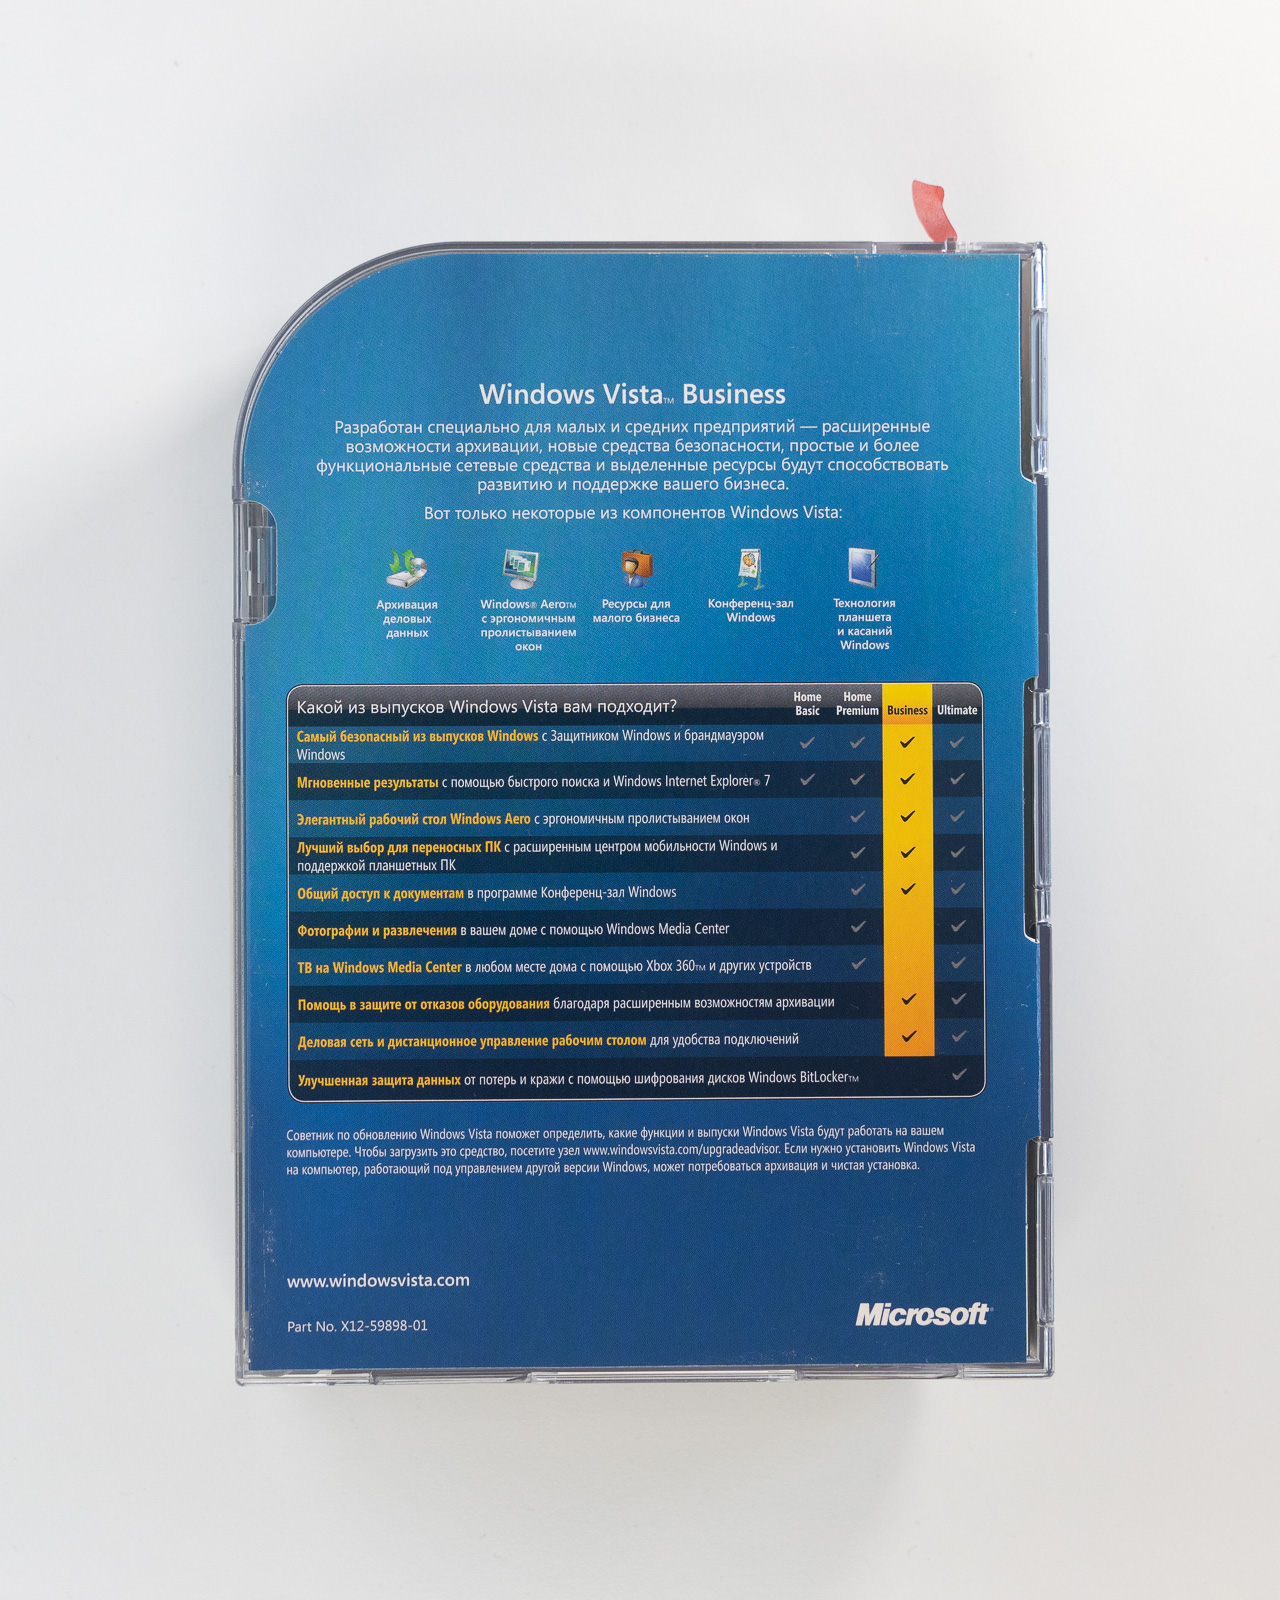 Windows Vista™ Business
Разработан специально для малых и средних предприятий — расширенные
возможности архивации, новые средства безопасности, простые и более
функциональные сетевые средства и выделенные ресурсы будут способствовать
развитию и поддержке вашего бизнеса.
Вот только некоторые из компонентов Windows Vista:
Архивация
деловых
данных
Windows® Aero™
с эргономичным
пролистыванием
окон
Ресурсы для
малого бизнеса
Конференц-зал
Windows
Технология
планшета
и касаний
Windows
Какой из выпусков Windows Vista вам подходит?
Home
Basic
Home
Premium
Business
Ultimate
Самый безопасный из выпусков Windows с Защитником Windows и брандмауэром
Windows
Мгновенные результаты с помощью быстрого поиска и Windows Internet Explorer® 7
Элегантный рабочий стол Windows Aero с эргономичным пролистыванием окон
Лучший выбор для переносных ПК с расширенным центром мобильности Windows и
поддержкой планшетных ПК
Общий доступ к документам в программе Конференц-зал Windows
Фотографии и развлечения в вашем доме с помощью Windows Media Center
ТВ на Windows Media Center в любом месте дома с помощью Xbox 360™ и других устройств
Помощь в защите от отказов оборудования благодаря расширенным возможностям архивации
Деловая сеть и дистанционное управление рабочим столом для удобства подключений
Улучшенная защита данных от потерь и кражи с помощью шифрования дисков Windows BitLocker™
Советник по обновлению Windows Vista поможет определить, какие функции и выпуски Windows Vista будут работать на вашем
компьютере. Чтобы загрузить это средство, посетите узел www.windowsvista.com/upgradeadvisor. Если нужно установить Windows Vista
на компьютер, работающий под управлением другой версии Windows, может потребоваться архивация и чистая установка.
www.windowsvista.com
Part No. X12-59898-01
Microsoft®